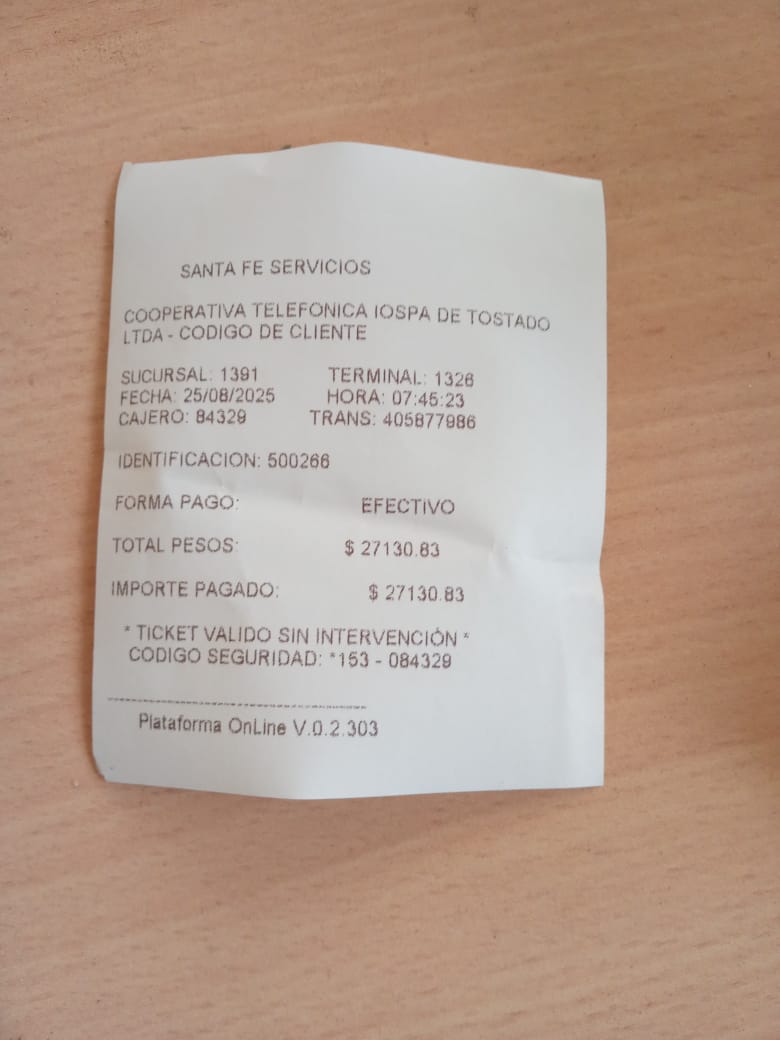 SANTA FE SERVICIOS
COOPERATIVA TELEFONICA IOSPA DE TOSTADO
LTDA - CODIGO DE CLIENTE
SUCURSAL: 1391 TERMINAL: 1326
FECHA: 25/08/2025 HORA: 07:45:23
CAJERO: 84329 TRANS: 405877986
IDENTIFICACION: 500266
FORMA PAGO: EFECTIVO
TOTAL PESOS: $ 27130.83
IMPORTE PAGADO: $ 27130.83
* TICKET VALIDO SIN INTERVENCIÓN *
CODIGO SEGURIDAD: *153 - 084329
Plataforma OnLine V.0.2.303